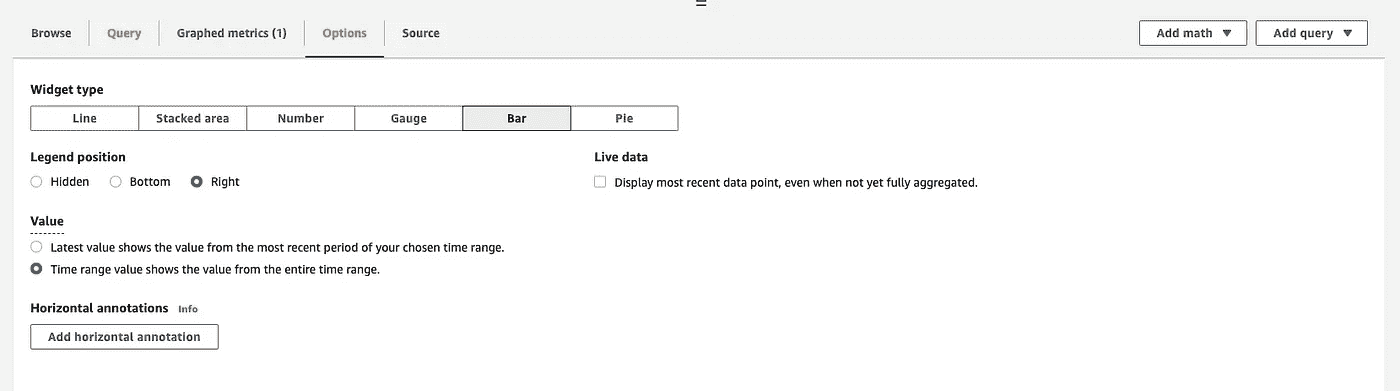 Browse Query Graphed metrics (1) Options Source Add math ▼ Add query ▼
Widget type
Line Stacked area Number Gauge Bar Pie
Legend position Live data
Hidden Bottom Right Display most recent data point, even when not yet fully aggregated.
Value
Latest value shows the value from the most recent period of your chosen time range.
Time range value shows the value from the entire time range.
Horizontal annotations Info
Add horizontal annotation